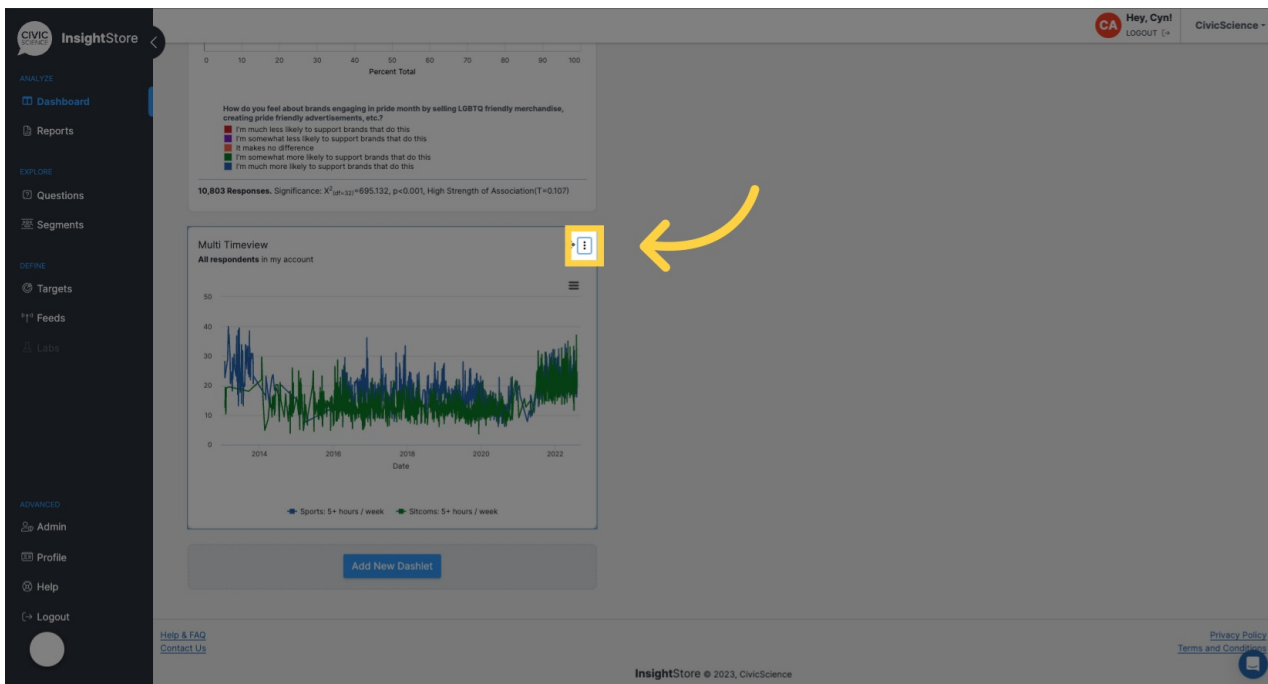 CIVIC
SCIENCE
InsightStore
Hey, Cyn!
CA
LOGOUT
CivicScience
ANALYZE
Dashboard
Reports
EXPLORE
Questions
Segments
DEFINE
Targets
Feeds
Labs
ADVANCED
Admin
Profile
Help
Logout
0 10 20 30 40 50 60 70 80 90 100
Percent Total
How do you feel about brands engaging in pride month by selling LGBTQ friendly merchandise,
creating pride friendly advertisements, etc.?
I'm much less likely to support brands that do this
I'm somewhat less likely to support brands that do this
It makes no difference
I'm somewhat more likely to support brands that do this
I'm much more likely to support brands that do this
10,803 Responses. Significance: X²(df=32)=695.132, p<0.001, High Strength of Association(T=0.107)
Multi Timeview
All respondents in my account
50
40
30
20
10
0
2014 2016 2018 2020 2022
Date
Sports: 5+ hours / week Sitcoms: 5+ hours / week
Add New Dashlet
Help & FAQ
Contact Us
Privacy Policy
Terms and Conditions
InsightStore © 2023, CivicScience